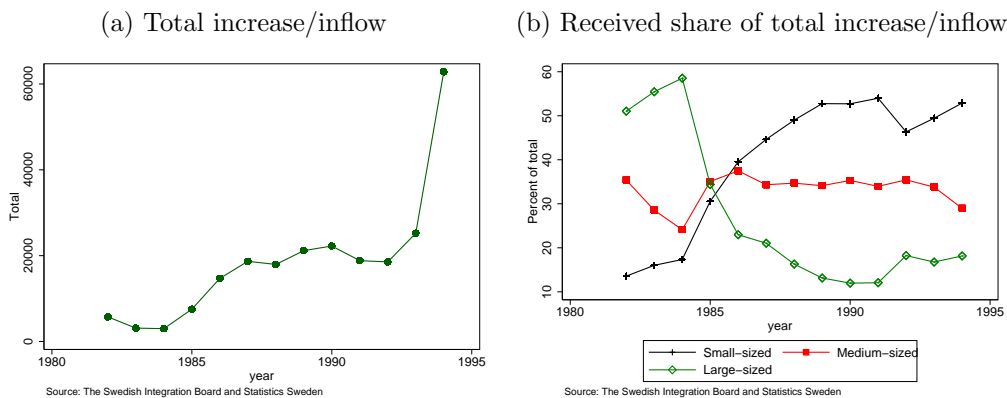 (a) Total increase/inflow
60000
40000
20000
0
Total
1980
1985
1990
1995
year
Source: The Swedish Integration Board and Statistics Sweden
(b) Received share of total increase/inflow
60
50
40
30
20
10
Percent of total
1980
1985
1990
1995
year
Small−sized
Medium−sized
Large−sized
Source: The Swedish Integration Board and Statistics Sweden